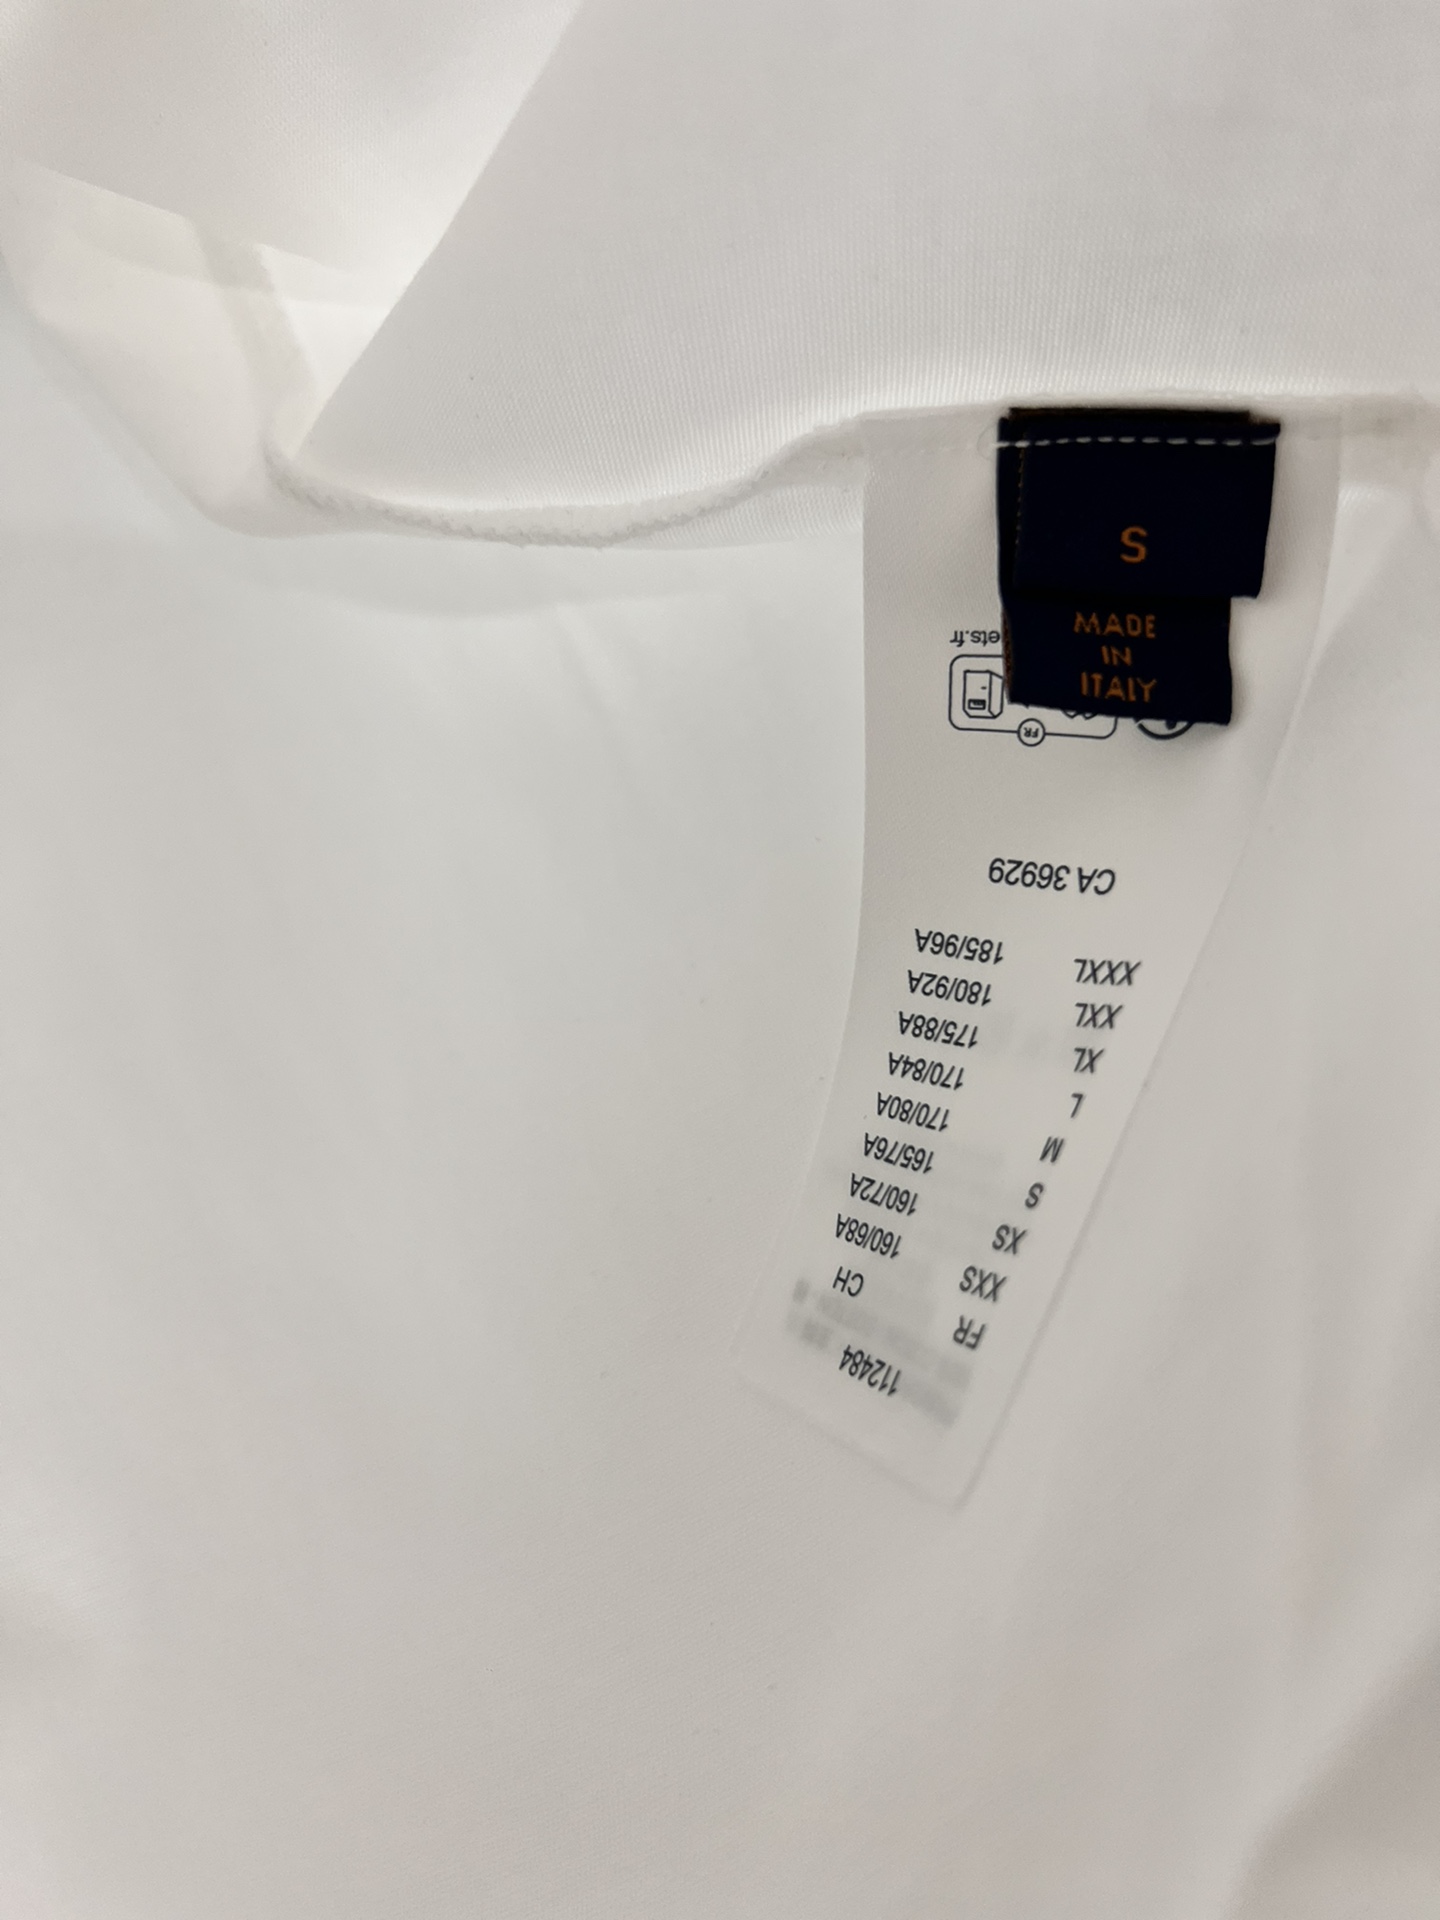 S
MADE
IN
ITALY
112484
FR CH
XXS 160/68A
XS 160/72A
S 165/76A
M 170/80A
L 170/84A
XL 175/88A
XXL 180/92A
XXXL 185/96A
CA 36929
FR
ets.fr